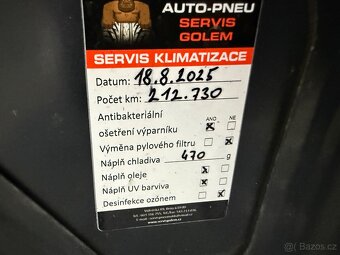 AUTO-PNEU
SERVIS
GOLEM
SERVIS KLIMATIZACE
Datum: 18.8.2025
Počet km: 212.730
Antibakteriální
ošetření výparníku
ANO
NE
Výměna pylového filtru
Náplň chladiva 470 g
Náplň oleje
Náplň UV barviva
Desinfekce ozónem
Bazos.cz